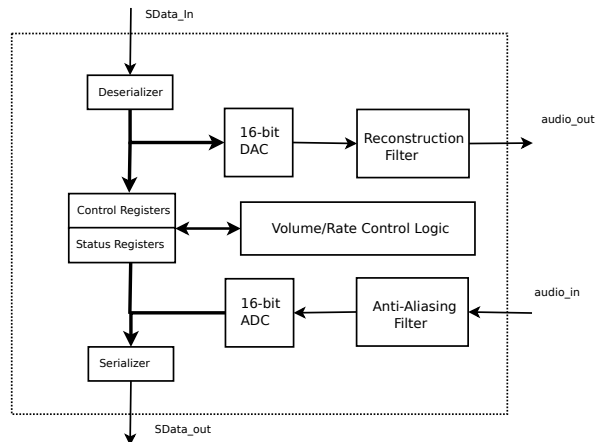 SData_In
Deserializer
16-bit
DAC
Reconstruction
Filter
audio_out
Control Registers
Status Registers
Volume/Rate Control Logic
16-bit
ADC
Anti-Aliasing
Filter
audio_in
Serializer
SData_out